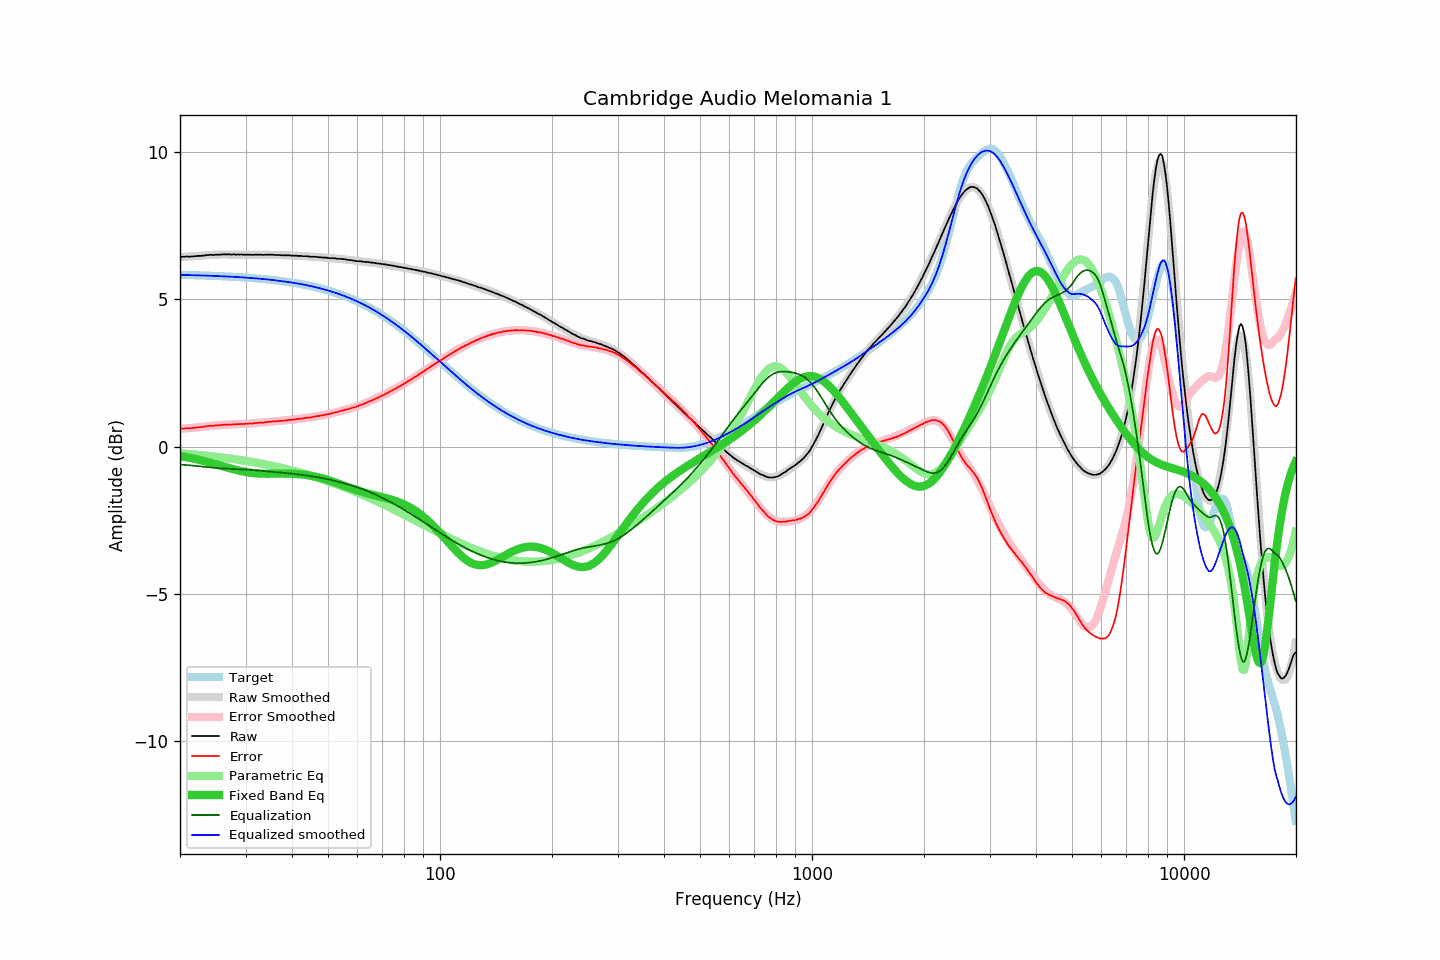 Cambridge Audio Melomania 1
10
5
0
−5
−10
Amplitude (dBr)
Target
Raw Smoothed
Error Smoothed
Raw
Error
Parametric Eq
Fixed Band Eq
Equalization
Equalized smoothed
100
1000
10000
Frequency (Hz)